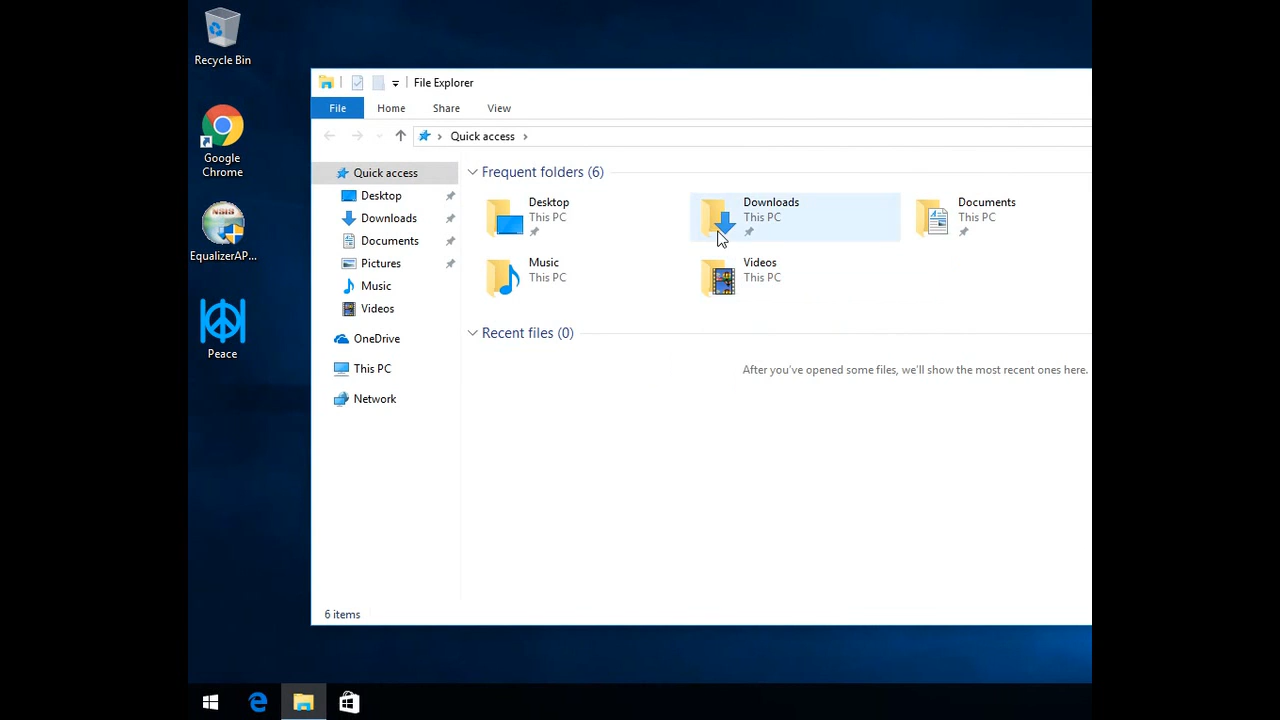 Recycle Bin
Google
Chrome
NSIS
EqualizerAP...
Peace
File Explorer
File
Home
Share
View
Quick access
Quick access
Desktop
Downloads
Documents
Pictures
Music
Videos
OneDrive
This PC
Network
Frequent folders (6)
Desktop
This PC
Downloads
This PC
Documents
This PC
Music
This PC
Videos
This PC
Recent files (0)
After you've opened some files, we'll show the most recent ones here.
6 items